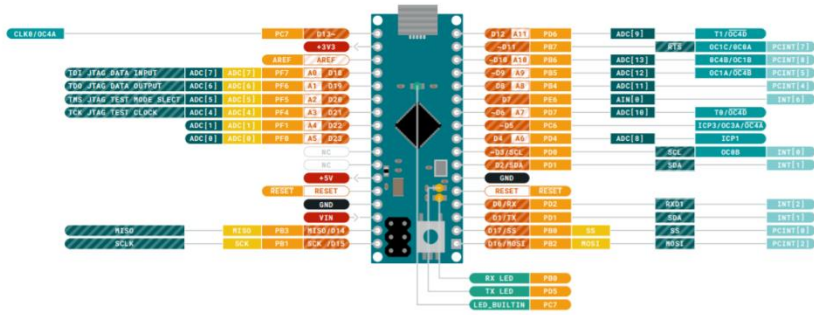 CLK0/OC4A PC7 D13~ D12 A11 PD6 ADC[9] T1/OC4D
+3V3 ~D11 PB7 RTS OC1C/OC0A PCINT[7]
AREF AREF ~D10 A10 PB6 ADC[13] OC4B/OC1B PCINT[6]
TDI JTAG DATA INPUT ADC[7] ADC[7] PF7 A0 D18 ~D9 A9 PB5 ADC[12] OC1A/OC4B PCINT[5]
TDO JTAG DATA OUTPUT ADC[6] ADC[6] PF6 A1 D19 D8 A8 PB4 ADC[11] PCINT[4]
TMS JTAG TEST MODE SLECT ADC[5] ADC[5] PF5 A2 D20 D7 PE6 AIN[0] INT[6]
TCK JTAG TEST CLOCK ADC[4] ADC[4] PF4 A3 D21 ~D6 A7 PD7 ADC[10] T0/OC4D
ADC[1] ADC[1] PF1 A4 D22 ~D5 PC6 ICP3/OC3A/OC4A
ADC[0] ADC[0] PF0 A5 D23 D4 A6 PD4 ADC[8] ICP1
NC ~D3/SCL PD0 SCL OC0B INT[0]
NC D2/SDA PD1 SDA INT[1]
+5V GND
RESET RESET RESET RESET
GND D0/RX PD2 RXD1 INT[2]
VIN D1/TX PD1 SDA INT[1]
MISO MISO PB3 MISO/D14 D17/SS PB0 SS SS PCINT[0]
SCLK SCK PB1 SCK /D15 D16/MOSI PB2 MOSI MOSI PCINT[2]
RX LED PB0
TX LED PD5
LED_BUILTIN PC7